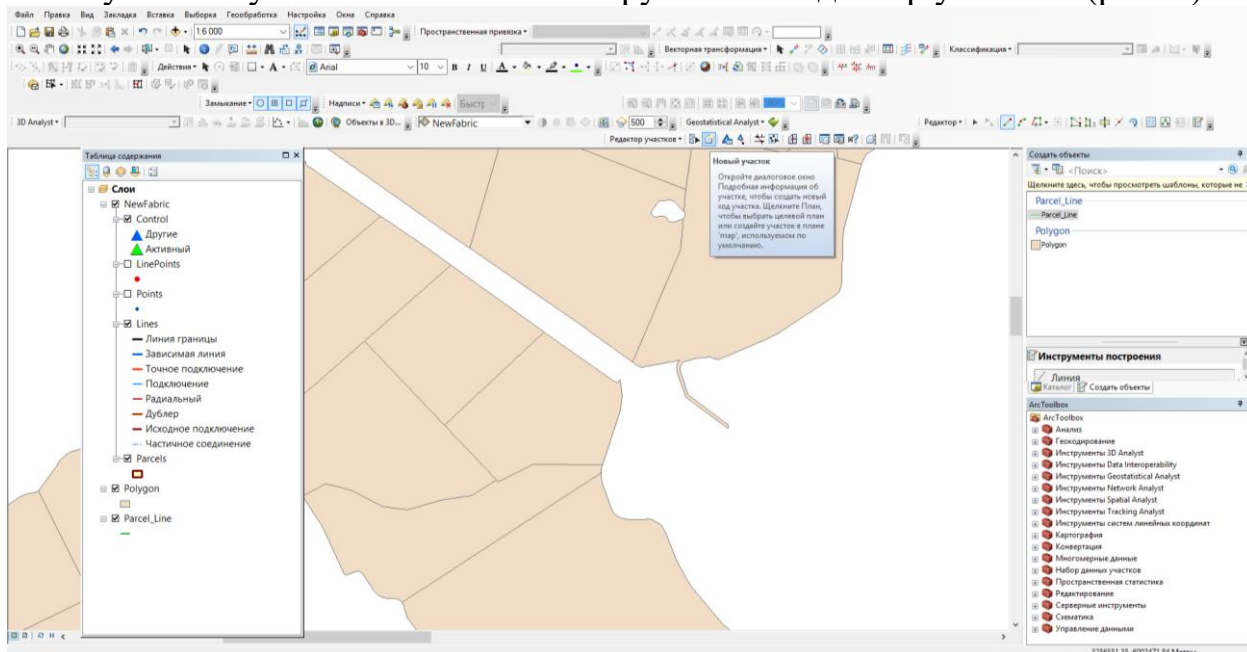 Файл Правка Вид Закладка Вставка Выборка Геообработка Настройка Окна Справка
1:6 000 Пространственная привязка
Векторная трансформация Классификация
Действия A Arial 10 B I U A
Замыкание Надписи Быстр
3D Analyst Объекты в 3D... NewFabric 500 Geostatistical Analyst Редактор
Редактор участков
Таблица содержания
Слои
NewFabric
Control
Другие
Активный
LinePoints
Points
Lines
Линия границы
Зависимая линия
Точное подключение
Подключение
Радиальный
Дублер
Исходное подключение
Частичное соединение
Parcels
Polygon
Parcel_Line
Новый участок
Откройте диалоговое окно
Подробная информация об
участке, чтобы создать новый
ход участка. Щелкните План,
чтобы выбрать целевой план
или создайте участок в плане
'map', используемом по
умолчанию.
Создать объекты
<Поиск>
Щелкните здесь, чтобы просмотреть шаблоны, которые не
Parcel_Line
Parcel_Line
Polygon
Polygon
Инструменты построения
Линия
Каталог Создать объекты
ArcToolbox
ArcToolbox
Анализ
Геокодирование
Инструменты 3D Analyst
Инструменты Data Interoperability
Инструменты Geostatistical Analyst
Инструменты Network Analyst
Инструменты Spatial Analyst
Инструменты Tracking Analyst
Инструменты систем линейных координат
Картография
Конвертация
Многомерные данные
Набор данных участков
Пространственная статистика
Редактирование
Серверные инструменты
Схематика
Управление данными